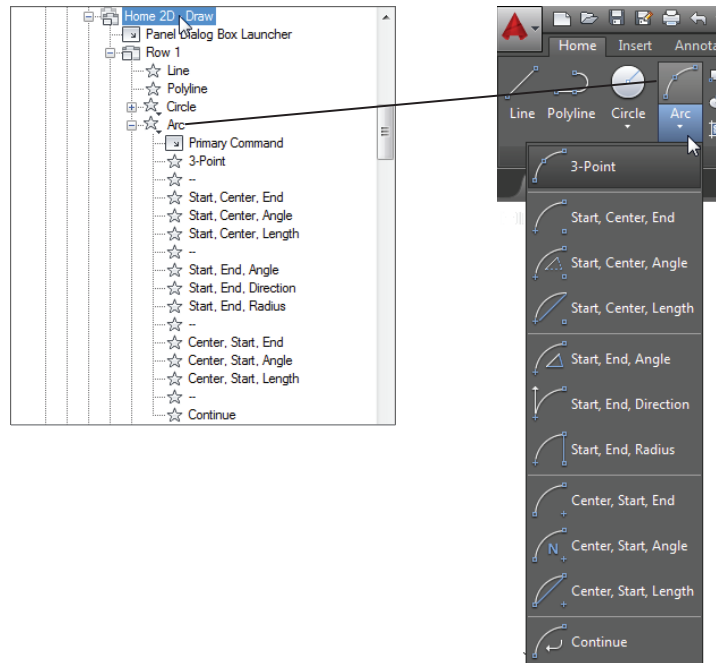 Home 2D - Draw
Panel Dialog Box Launcher
Row 1
Line
Polyline
Circle
Arc
Primary Command
3-Point
--
Start, Center, End
Start, Center, Angle
Start, Center, Length
--
Start, End, Angle
Start, End, Direction
Start, End, Radius
--
Center, Start, End
Center, Start, Angle
Center, Start, Length
--
Continue
Home Insert Annota
Line Polyline Circle Arc
3-Point
Start, Center, End
Start, Center, Angle
Start, Center, Length
Start, End, Angle
Start, End, Direction
Start, End, Radius
Center, Start, End
N Center, Start, Angle
Center, Start, Length
Continue